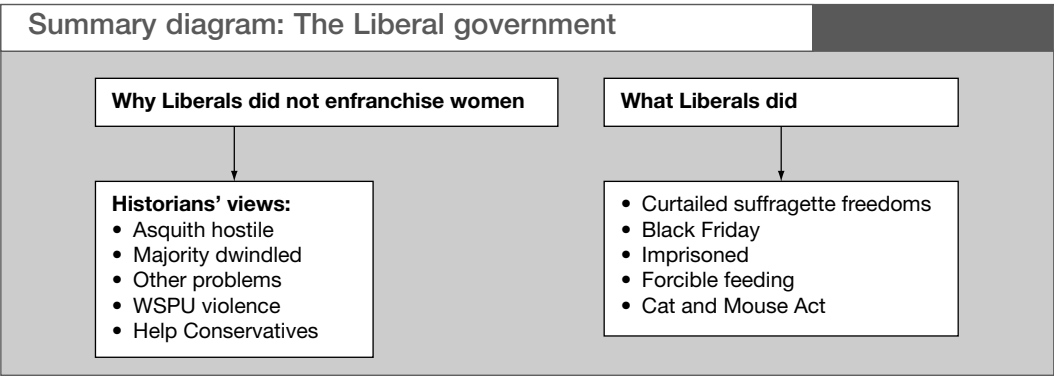 Summary diagram: The Liberal government
Why Liberals did not enfranchise women
Historians' views:
• Asquith hostile
• Majority dwindled
• Other problems
• WSPU violence
• Help Conservatives
What Liberals did
• Curtailed suffragette freedoms
• Black Friday
• Imprisoned
• Forcible feeding
• Cat and Mouse Act